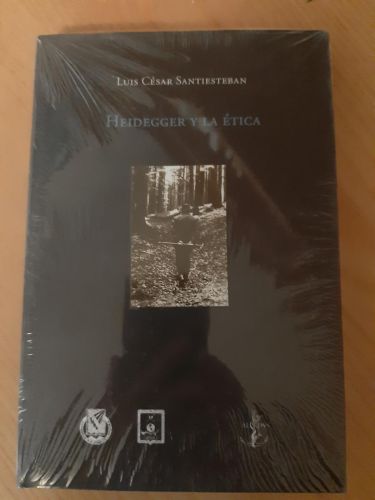 Luis César Santiesteban
Heidegger y la ética